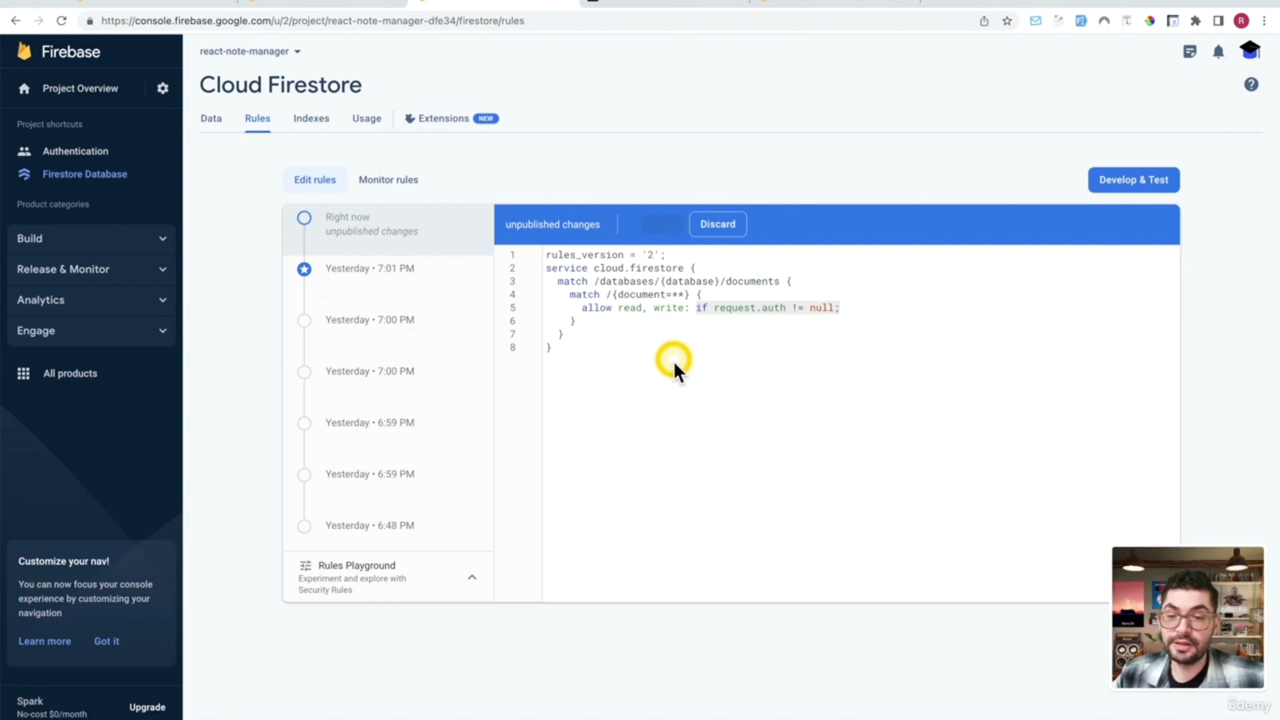 https://console.firebase.google.com/u/2/project/react-note-manager-dfe34/firestore/rules
Firebase
react-note-manager
Project Overview
Cloud Firestore
Project shortcuts
Data
Rules
Indexes
Usage
Extensions
NEW
Authentication
Firestore Database
Product categories
Build
Release & Monitor
Analytics
Engage
All products
Customize your nav!
You can now focus your console
experience by customizing your
navigation
Learn more
Got it
Spark
No-cost $0/month
Upgrade
Edit rules
Monitor rules
Develop & Test
Right now
unpublished changes
Yesterday • 7:01 PM
Yesterday • 7:00 PM
Yesterday • 7:00 PM
Yesterday • 6:59 PM
Yesterday • 6:59 PM
Yesterday • 6:48 PM
Rules Playground
Experiment and explore with
Security Rules
unpublished changes
Discard
1 rules_version = '2';
2 service cloud.firestore {
3 match /databases/{database}/documents {
4 match /{document=**} {
5 allow read, write: if request.auth != null;
6 }
7 }
8 }
R
ûdemy